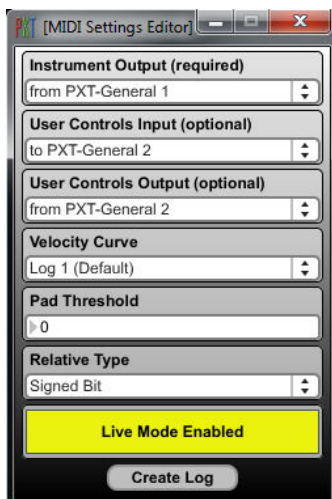 PXT [MIDI Settings Editor]
Instrument Output (required)
from PXT-General 1
User Controls Input (optional)
to PXT-General 2
User Controls Output (optional)
from PXT-General 2
Velocity Curve
Log 1 (Default)
Pad Threshold
0
Relative Type
Signed Bit
Live Mode Enabled
Create Log